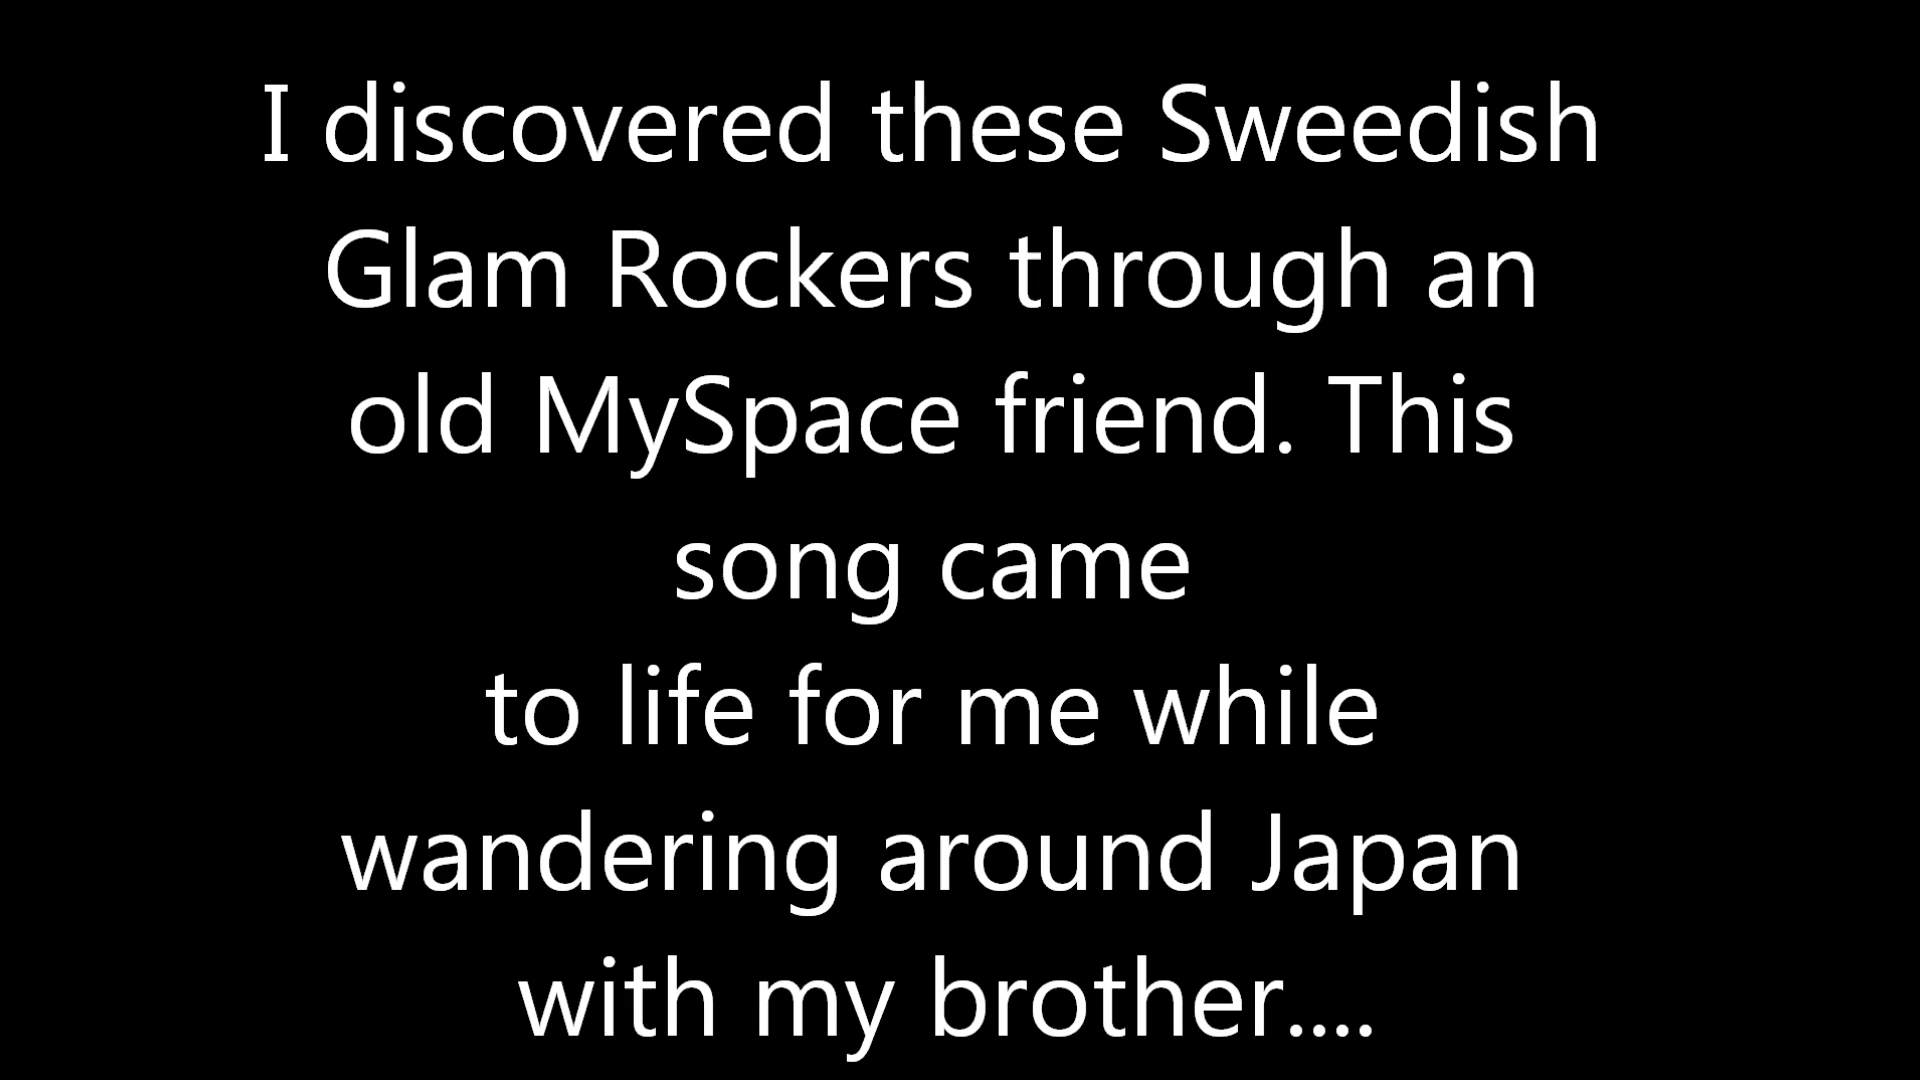 I discovered these Sweedish
Glam Rockers through an
old MySpace friend. This
song came
to life for me while
wandering around Japan
with my brother....